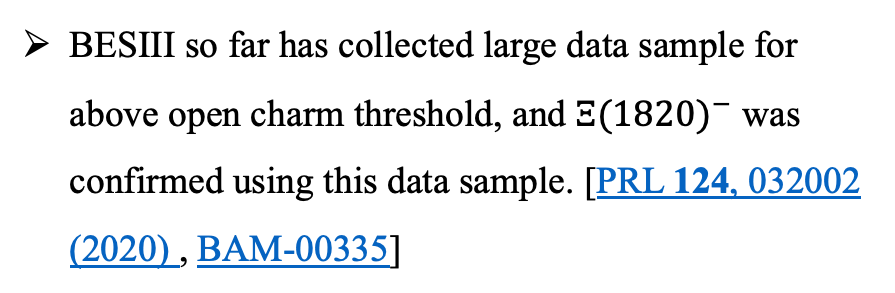 ➢ BESIII so far has collected large data sample for
above open charm threshold, and Ξ(1820)⁻ was
confirmed using this data sample. [PRL 124, 032002
(2020) , BAM-00335]